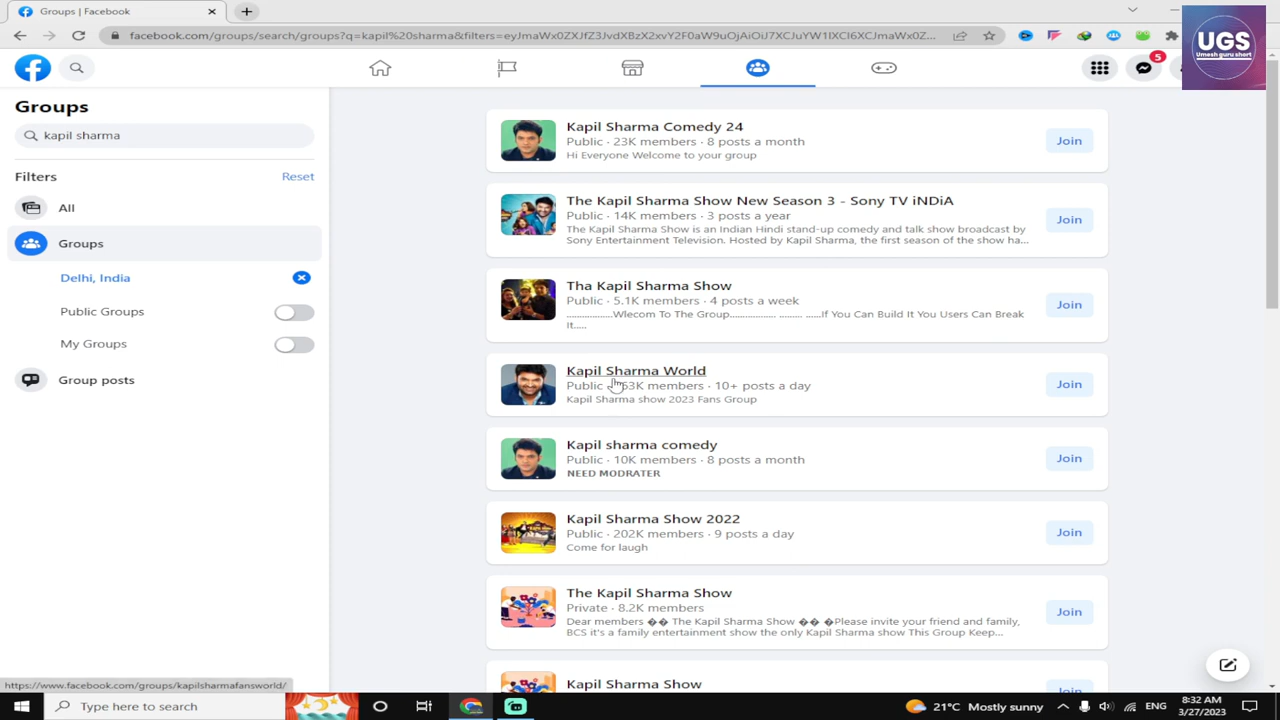 Groups | Facebook
facebook.com/groups/search/groups?q=kapil%20sharma&filters=eyJmaWx0ZXJfZ3JvdXBzX2xvY2F0aW9uOjAiOiJ7XCJuYW1lXCI6XCJmaWx0Z...
UGS
Umesh guru short
5
Groups
kapil sharma
Filters
Reset
All
Groups
Delhi, India
Public Groups
My Groups
Group posts
Kapil Sharma Comedy 24
Public · 23K members · 8 posts a month
Hi Everyone Welcome to your group
Join
The Kapil Sharma Show New Season 3 - Sony TV iNDiA
Public · 14K members · 3 posts a year
The Kapil Sharma Show is an Indian Hindi stand-up comedy and talk show broadcast by
Sony Entertainment Television. Hosted by Kapil Sharma, the first season of the show ha...
Join
Tha Kapil Sharma Show
Public · 5.1K members · 4 posts a week
.................Wlecom To The Group................. ......... ......If You Can Build It You Users Can Break
It.....
Join
Kapil Sharma World
Public 63K members · 10+ posts a day
Kapil Sharma show 2023 Fans Group
Join
Kapil sharma comedy
Public · 10K members · 8 posts a month
NEED MODRATER
Join
Kapil Sharma Show 2022
Public · 202K members · 9 posts a day
Come for laugh
Join
The Kapil Sharma Show
Private · 8.2K members
Dear members �� The Kapil Sharma Show �� �Please invite your friend and family,
BCS it's a family entertainment show the only Kapil Sharma show This Group Keep...
Join
Kapil Sharma Show
Join
https://www.facebook.com/groups/kapilsharmafansworld/
Type here to search
21°C Mostly sunny
ENG
8:32 AM
3/27/2023